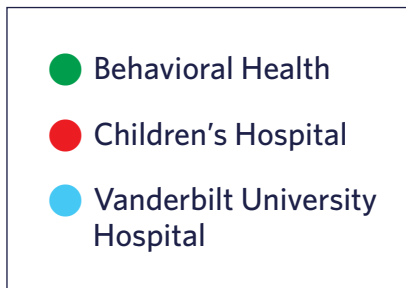 Behavioral Health
Children’s Hospital
Vanderbilt University
Hospital